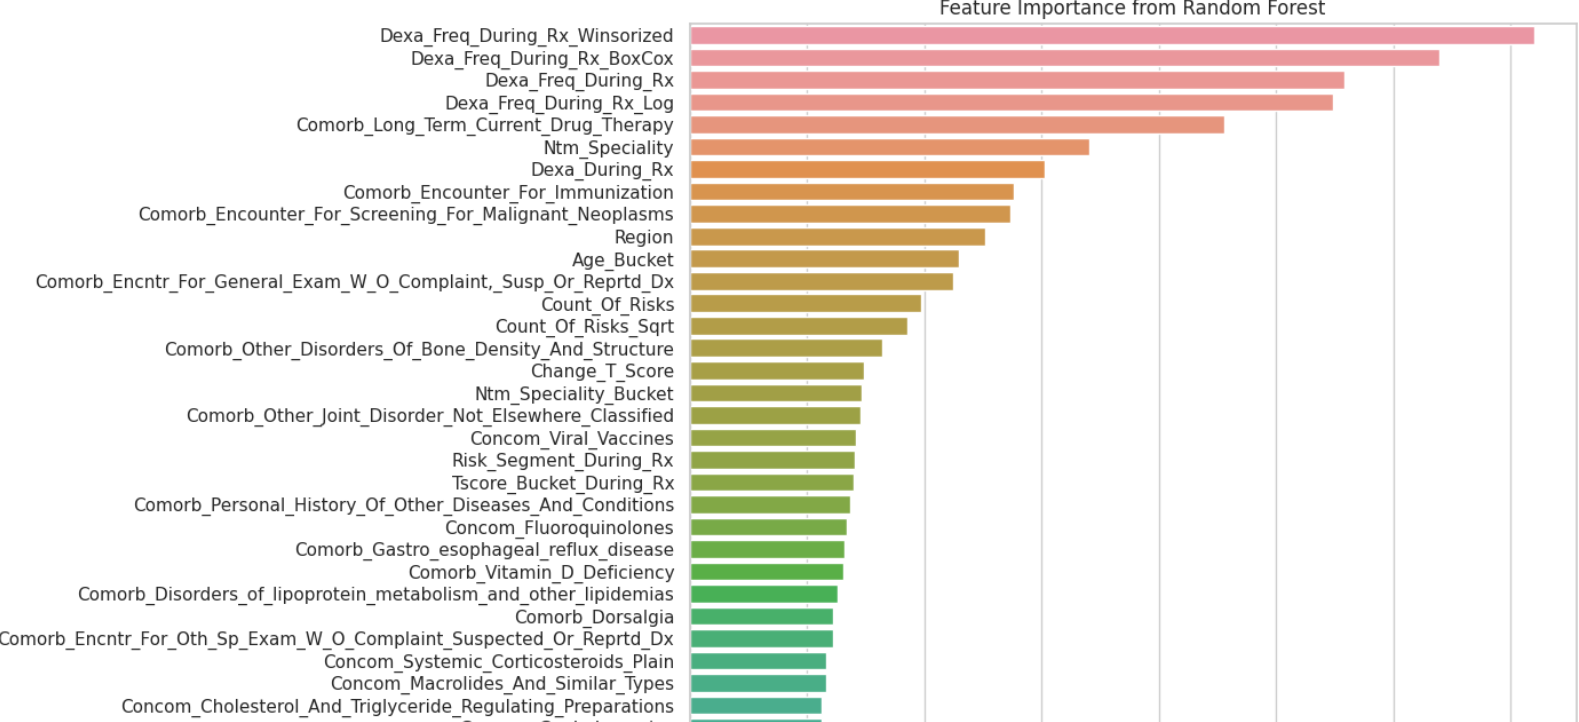 Feature Importance from Random Forest
Dexa_Freq_During_Rx_Winsorized
Dexa_Freq_During_Rx_BoxCox
Dexa_Freq_During_Rx
Dexa_Freq_During_Rx_Log
Comorb_Long_Term_Current_Drug_Therapy
Ntm_Speciality
Dexa_During_Rx
Comorb_Encounter_For_Immunization
Comorb_Encounter_For_Screening_For_Malignant_Neoplasms
Region
Age_Bucket
Comorb_Encntr_For_General_Exam_W_O_Complaint,_Susp_Or_Reprtd_Dx
Count_Of_Risks
Count_Of_Risks_Sqrt
Comorb_Other_Disorders_Of_Bone_Density_And_Structure
Change_T_Score
Ntm_Speciality_Bucket
Comorb_Other_Joint_Disorder_Not_Elsewhere_Classified
Concom_Viral_Vaccines
Risk_Segment_During_Rx
Tscore_Bucket_During_Rx
Comorb_Personal_History_Of_Other_Diseases_And_Conditions
Concom_Fluoroquinolones
Comorb_Gastro_esophageal_reflux_disease
Comorb_Vitamin_D_Deficiency
Comorb_Disorders_of_lipoprotein_metabolism_and_other_lipidemias
Comorb_Dorsalgia
Comorb_Encntr_For_Oth_Sp_Exam_W_O_Complaint_Suspected_Or_Reprtd_Dx
Concom_Systemic_Corticosteroids_Plain
Concom_Macrolides_And_Similar_Types
Concom_Cholesterol_And_Triglyceride_Regulating_Preparations